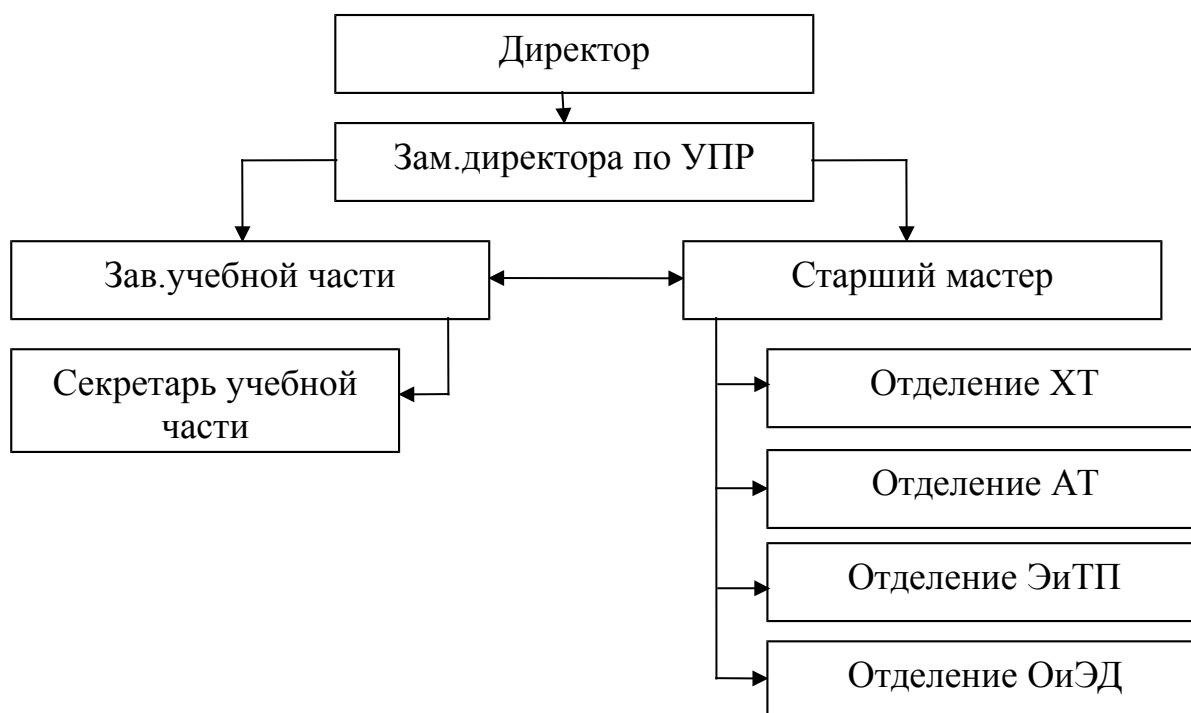 Директор
Зам.директора по УПР
Зав.учебной части
Старший мастер
Секретарь учебной
части
Отделение ХТ
Отделение АТ
Отделение ЭиТП
Отделение ОиЭД